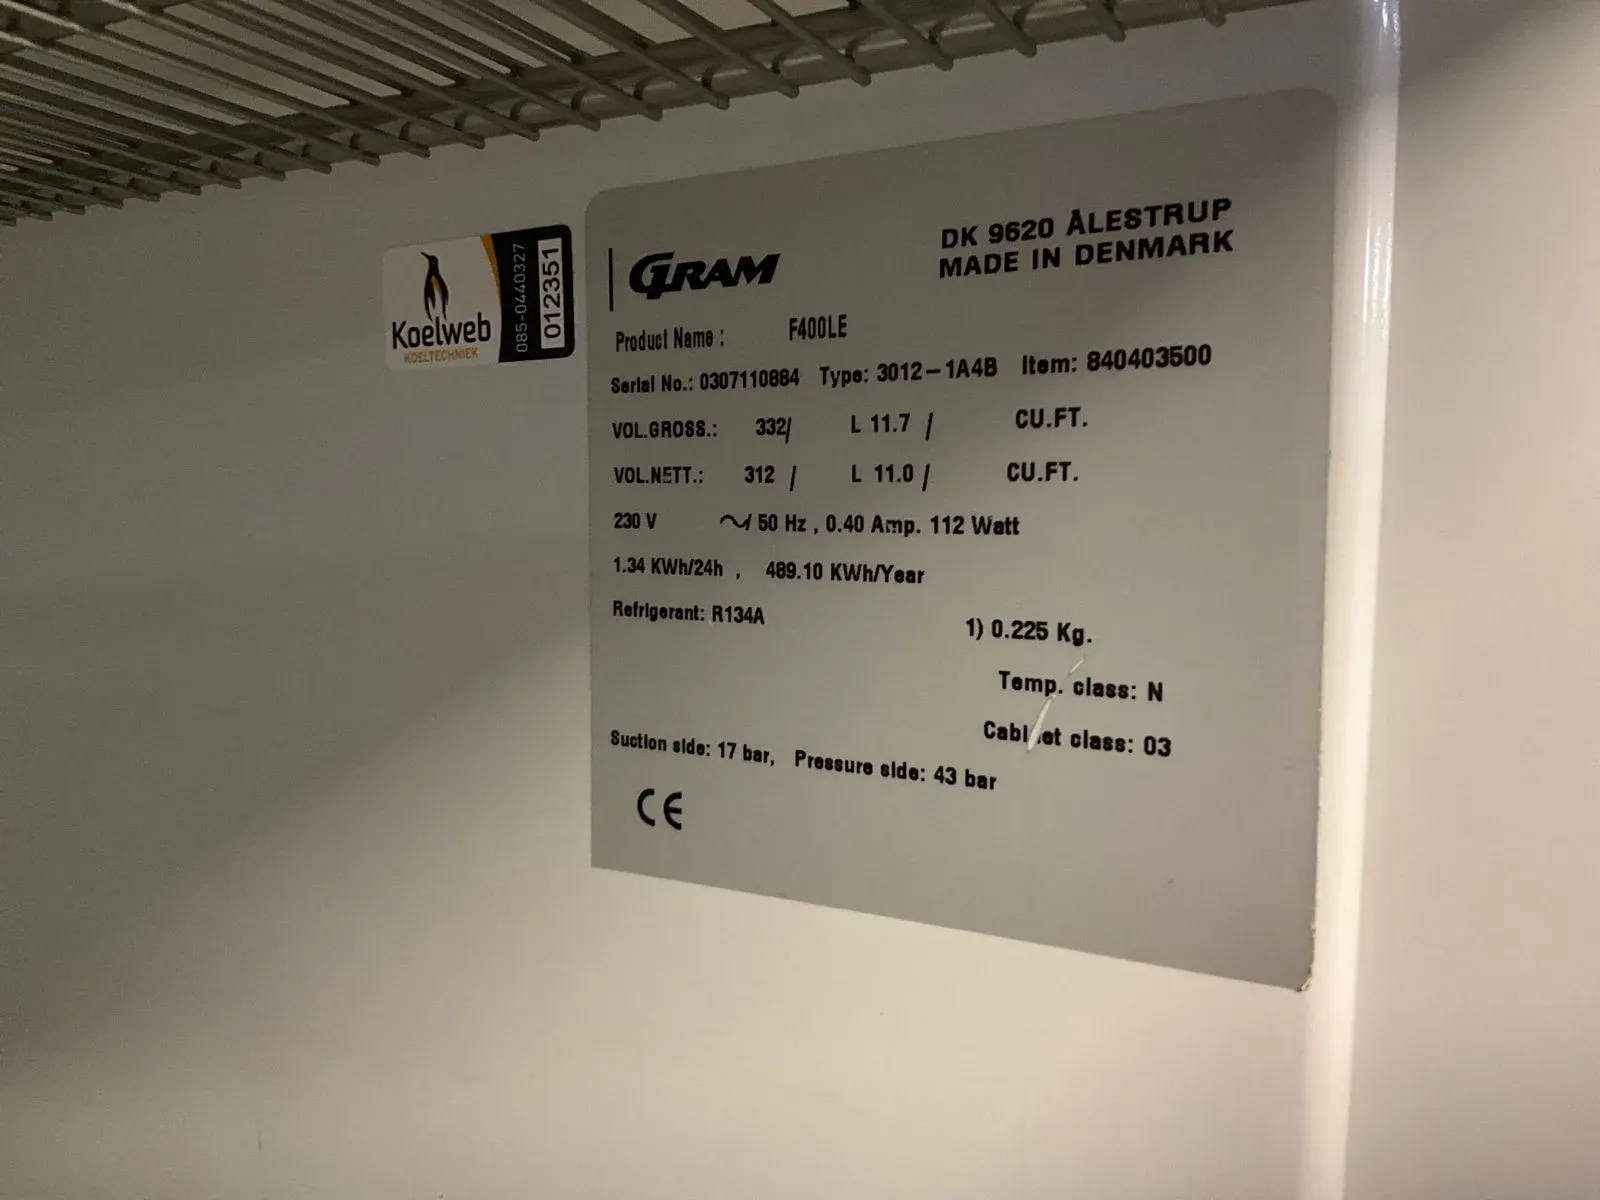 Koelweb
KOELTECHNIEK
085-0440327
012351
GRAM
DK 9620 ÅLESTRUP
MADE IN DENMARK
Product Name : F400LE
Serial No.: 0307110884 Type: 3012-1A4B Item: 840403500
VOL.GROSS.: 332/ L 11.7 / CU.FT.
VOL.NETT.: 312 / L 11.0 / CU.FT.
230 V ~/ 50 Hz , 0.40 Amp. 112 Watt
1.34 KWh/24h , 489.10 KWh/Year
Refrigerant: R134A 1) 0.225 Kg.
Temp. class: N
Cabinet class: 03
Suction side: 17 bar, Pressure side: 43 bar
CE